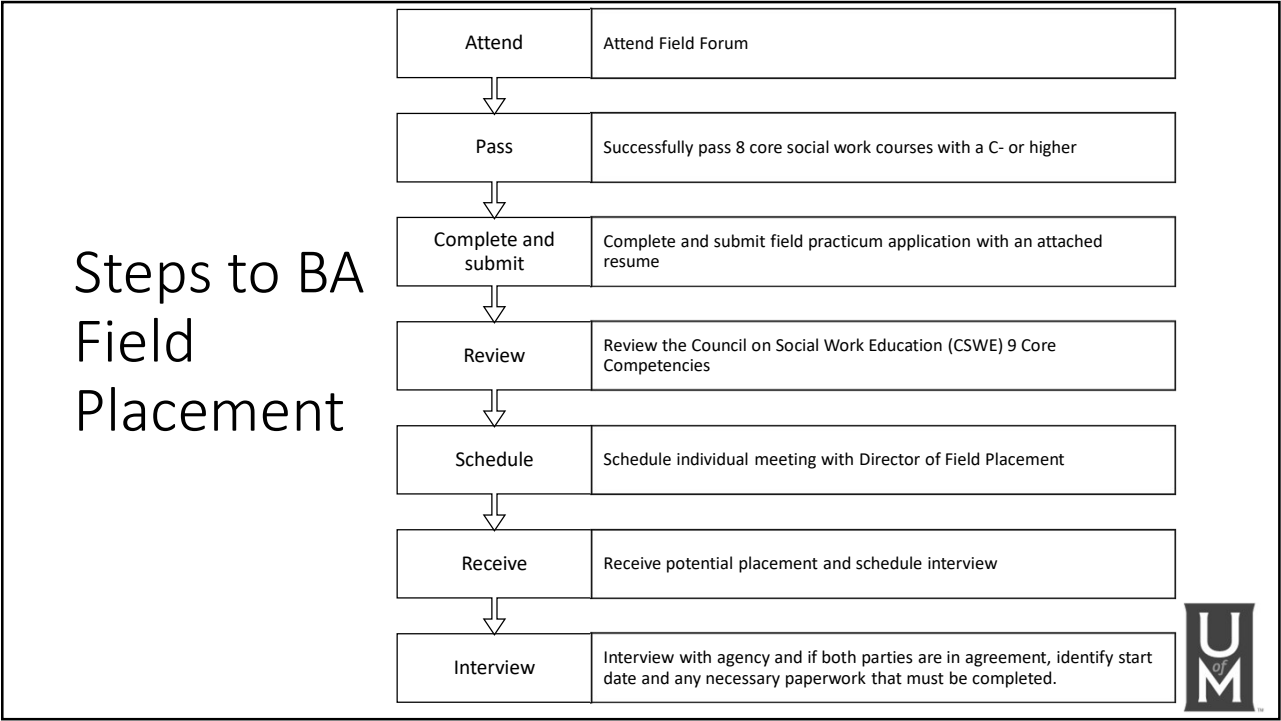 Steps to BA
Field
Placement
Attend
Attend Field Forum
Pass
Successfully pass 8 core social work courses with a C- or higher
Complete and
submit
Complete and submit field practicum application with an attached
resume
Review
Review the Council on Social Work Education (CSWE) 9 Core
Competencies
Schedule
Schedule individual meeting with Director of Field Placement
Receive
Receive potential placement and schedule interview
Interview
Interview with agency and if both parties are in agreement, identify start
date and any necessary paperwork that must be completed.
U
of
M
™